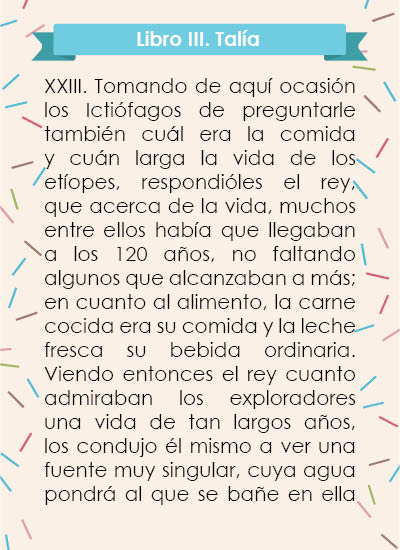 Libro III. Talía
XXIII. Tomando de aquí ocasión
los Ictiófagos de preguntarle
también cuál era la comida
y cuán larga la vida de los
etíopes, respondióles el rey,
que acerca de la vida, muchos
entre ellos había que llegaban
a los 120 años, no faltando
algunos que alcanzaban a más;
en cuanto al alimento, la carne
cocida era su comida y la leche
fresca su bebida ordinaria.
Viendo entonces el rey cuanto
admiraban los exploradores
una vida de tan largos años,
los condujo él mismo a ver una
fuente muy singular, cuya agua
pondrá al que se bañe en ella